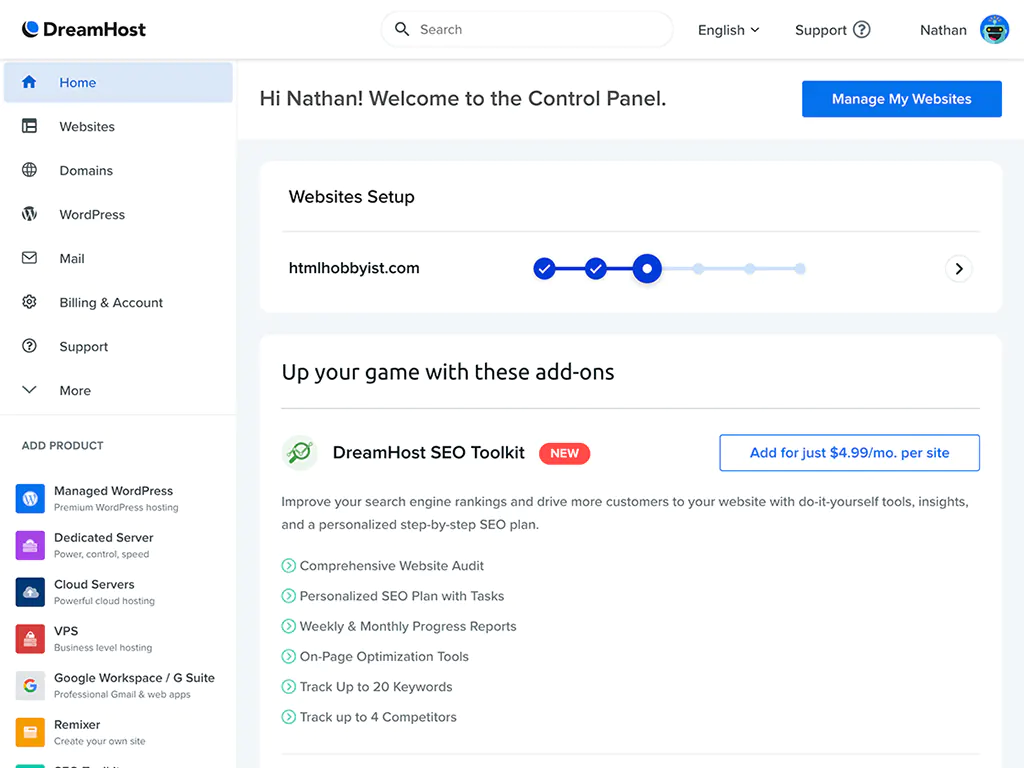 DreamHost
Search
English
Support
Nathan
Home
Websites
Domains
WordPress
Mail
Billing & Account
Support
More
ADD PRODUCT
Managed WordPress
Premium WordPress hosting
Dedicated Server
Power, control, speed
Cloud Servers
Powerful cloud hosting
VPS
Business level hosting
Google Workspace / G Suite
Professional Gmail & web apps
Remixer
Create your own site
Hi Nathan! Welcome to the Control Panel.
Manage My Websites
Websites Setup
htmlhobbyist.com
Up your game with these add-ons
DreamHost SEO Toolkit
NEW
Add for just $4.99/mo. per site
Improve your search engine rankings and drive more customers to your website with do-it-yourself tools, insights,
and a personalized step-by-step SEO plan.
Comprehensive Website Audit
Personalized SEO Plan with Tasks
Weekly & Monthly Progress Reports
On-Page Optimization Tools
Track Up to 20 Keywords
Track up to 4 Competitors